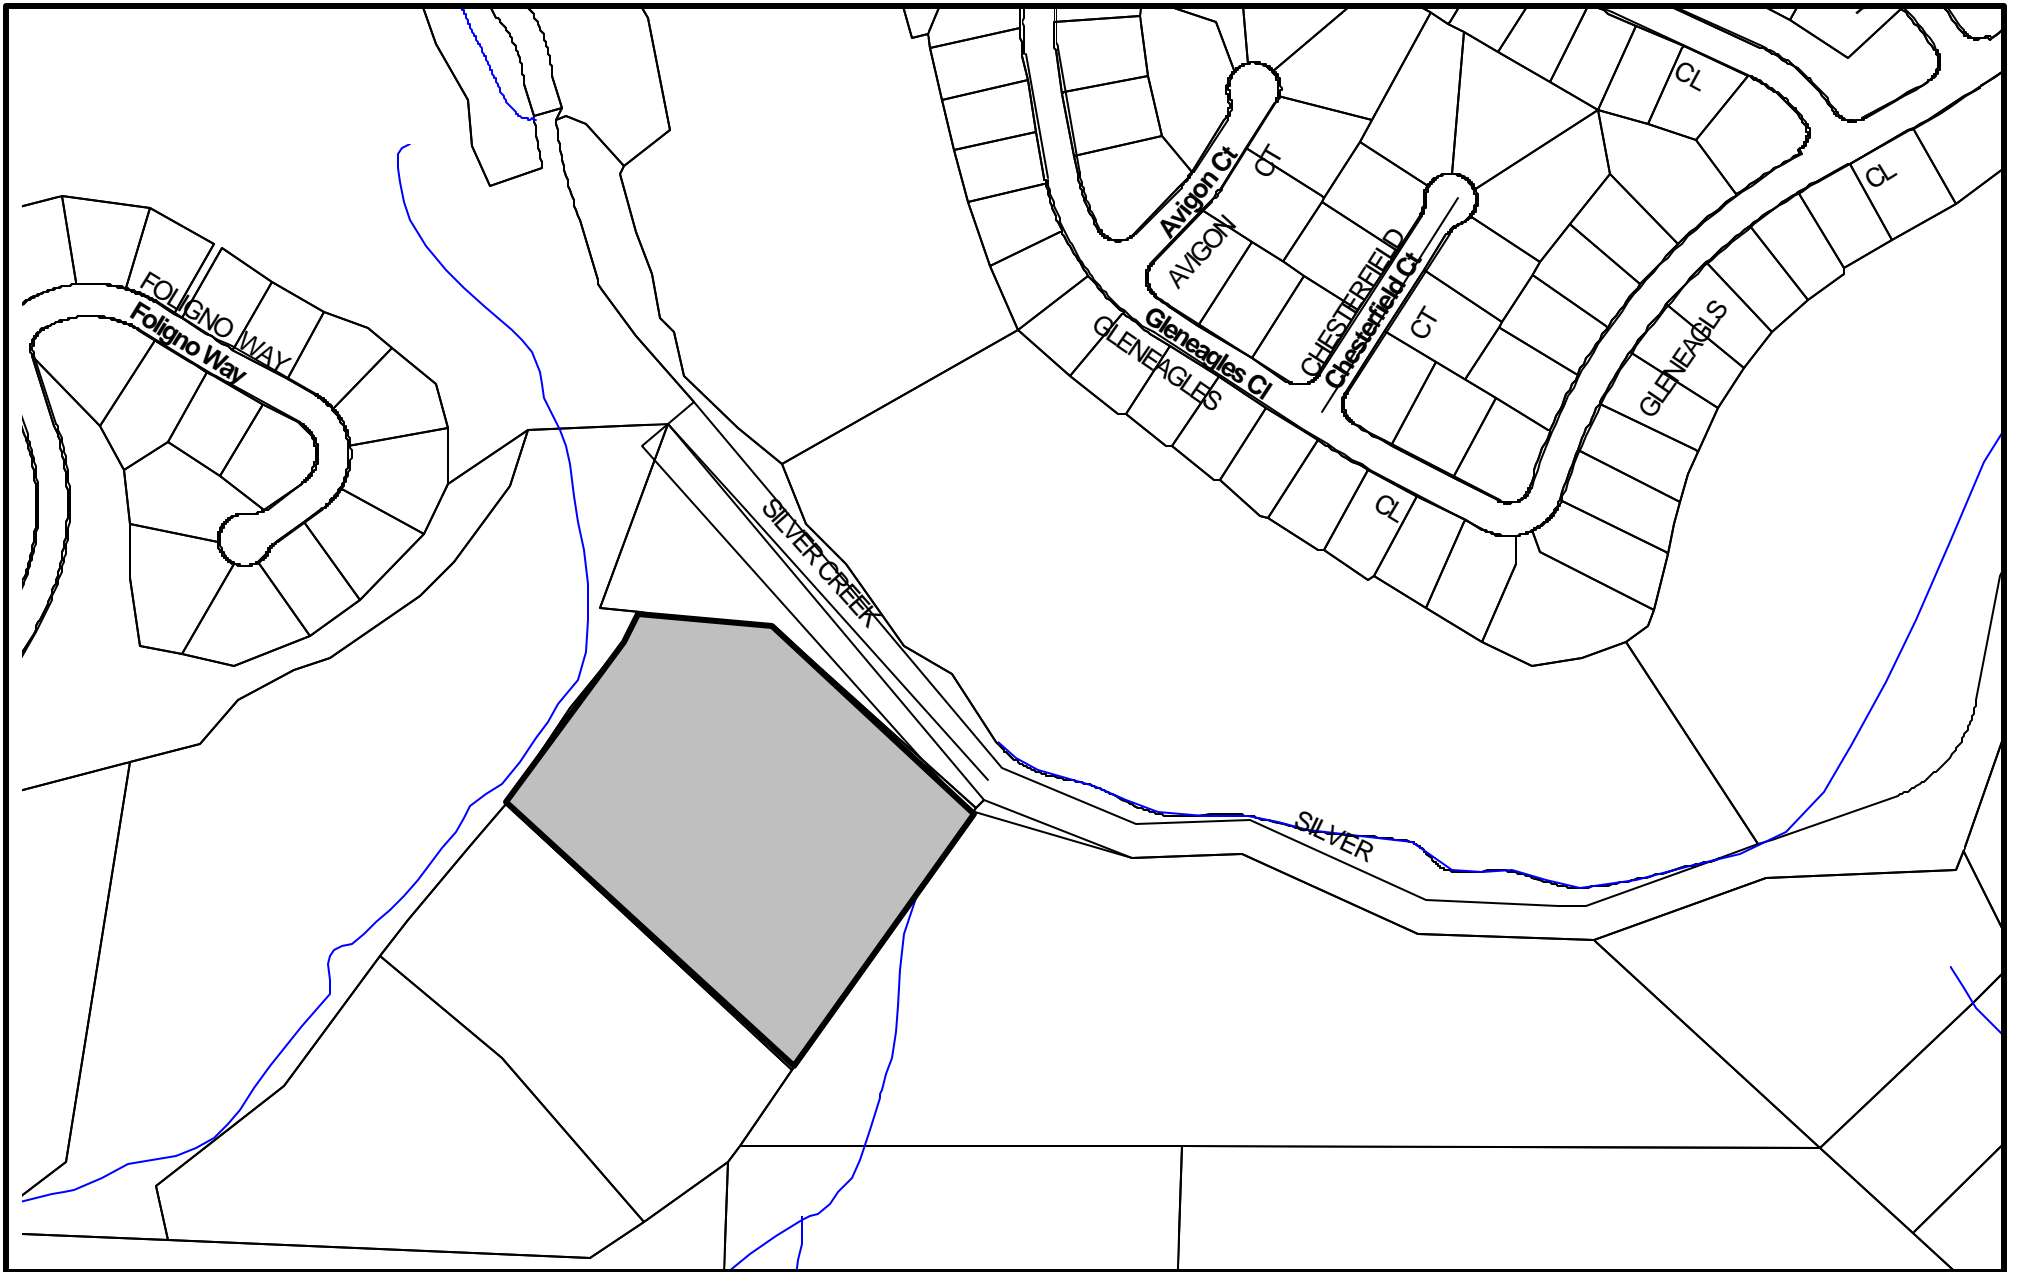 CL
CL
Avigon Ct
CT
AVIGON
CHESTERFIELD
Chesterfield Ct
CT
FOLIGNO WAY
Foligno Way
Gleneagles Cl
GLENEAGLES
GLENEAGLS
CL
SILVER CREEK
SILVER